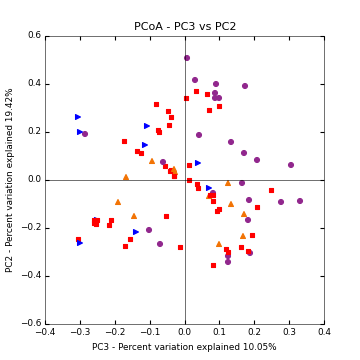 PCoA - PC3 vs PC2
0.6
0.4
0.2
0.0
−0.2
−0.4
−0.6
PC2 - Percent variation explained 19.42%
−0.4 −0.3 −0.2 −0.1 0.0 0.1 0.2 0.3 0.4
PC3 - Percent variation explained 10.05%